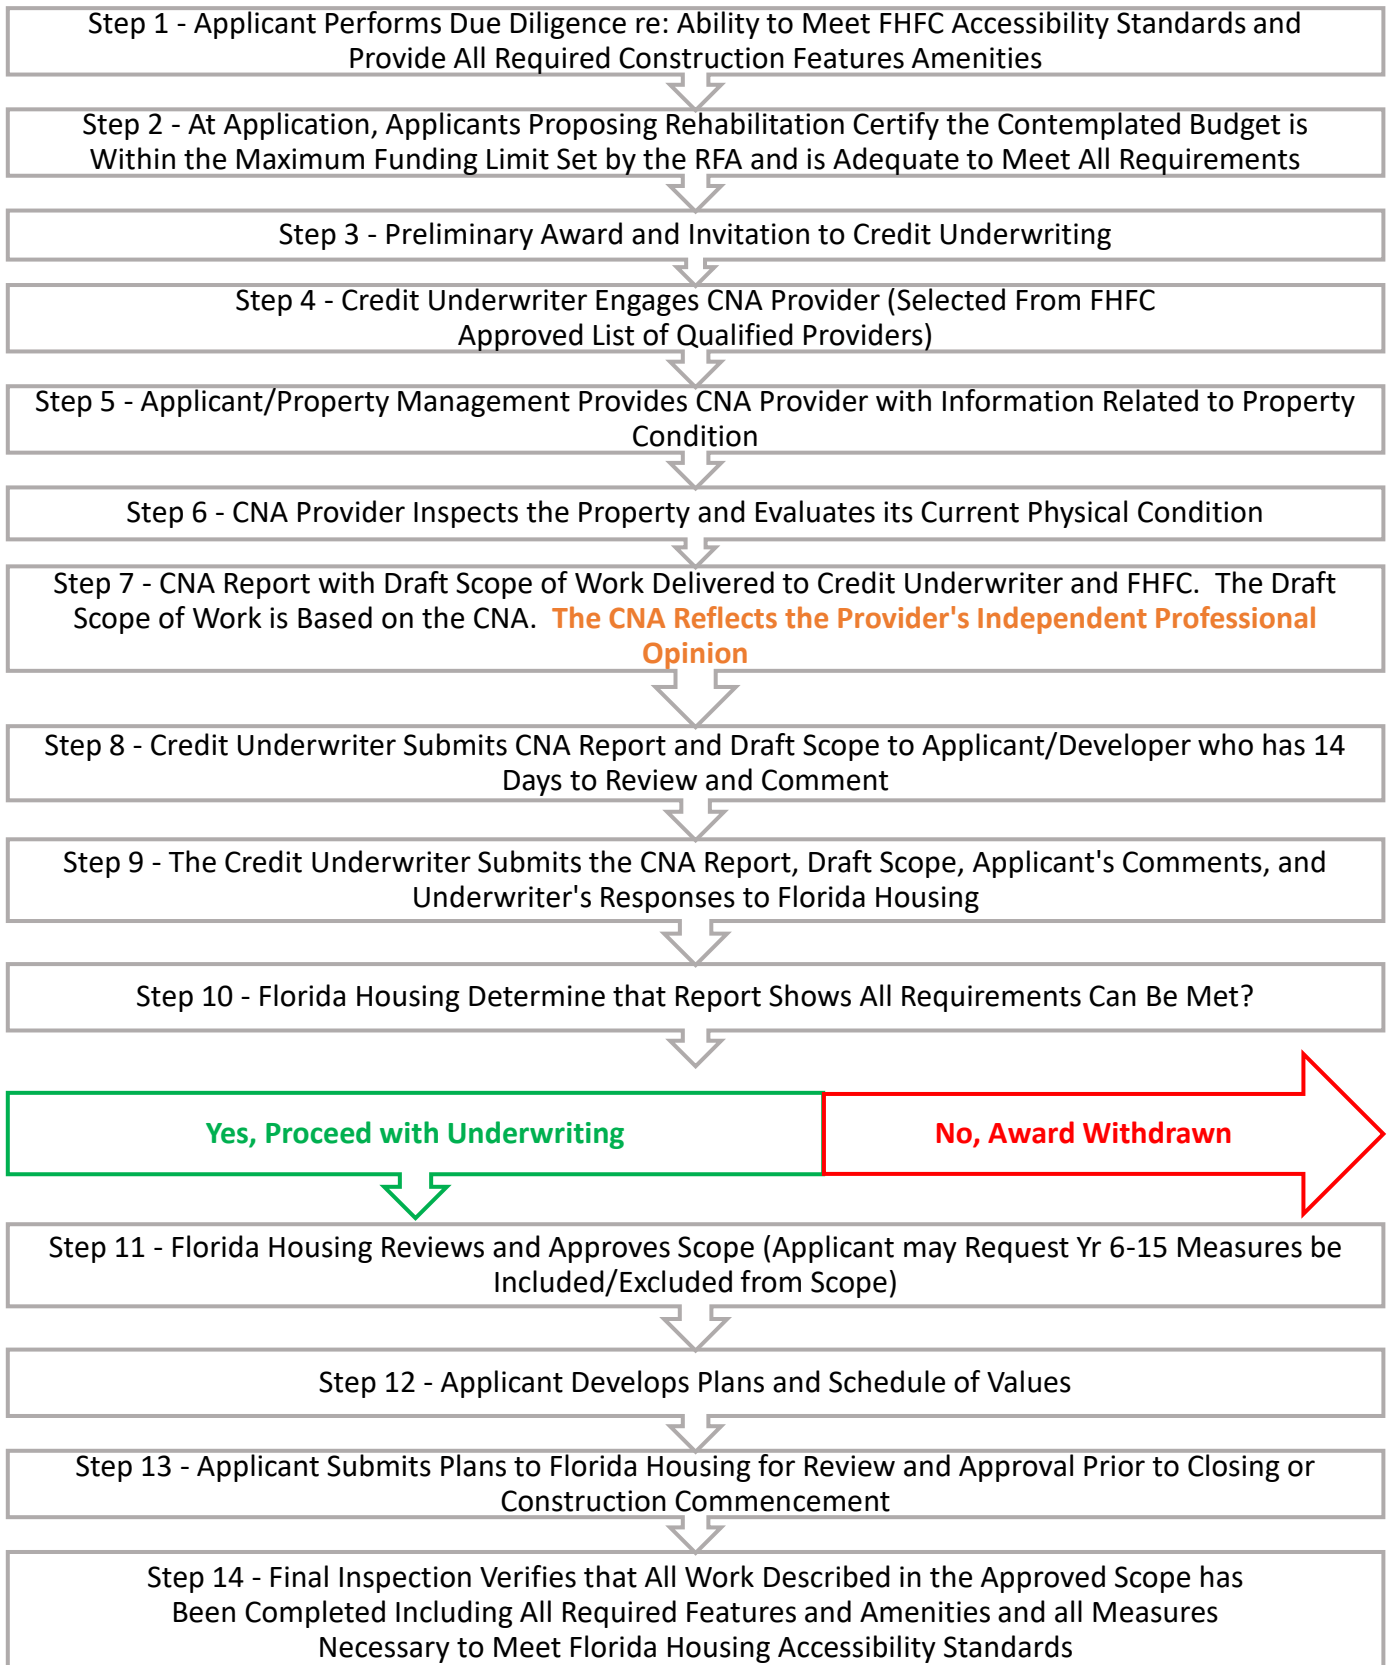 Step 1 - Applicant Performs Due Diligence re: Ability to Meet FHFC Accessibility Standards and
Provide All Required Construction Features Amenities
Step 2 - At Application, Applicants Proposing Rehabilitation Certify the Contemplated Budget is
Within the Maximum Funding Limit Set by the RFA and is Adequate to Meet All Requirements
Step 3 - Preliminary Award and Invitation to Credit Underwriting
Step 4 - Credit Underwriter Engages CNA Provider (Selected From FHFC
Approved List of Qualified Providers)
Step 5 - Applicant/Property Management Provides CNA Provider with Information Related to Property
Condition
Step 6 - CNA Provider Inspects the Property and Evaluates its Current Physical Condition
Step 7 - CNA Report with Draft Scope of Work Delivered to Credit Underwriter and FHFC.  The Draft
Scope of Work is Based on the CNA.  The CNA Reflects the Provider's Independent Professional
Opinion
Step 8 - Credit Underwriter Submits CNA Report and Draft Scope to Applicant/Developer who has 14
Days to Review and Comment
Step 9 - The Credit Underwriter Submits the CNA Report, Draft Scope, Applicant's Comments, and
Underwriter's Responses to Florida Housing
Step 10 - Florida Housing Determine that Report Shows All Requirements Can Be Met?
Yes, Proceed with Underwriting
No, Award Withdrawn
Step 11 - Florida Housing Reviews and Approves Scope (Applicant may Request Yr 6-15 Measures be
Included/Excluded from Scope)
Step 12 - Applicant Develops Plans and Schedule of Values
Step 13 - Applicant Submits Plans to Florida Housing for Review and Approval Prior to Closing or
Construction Commencement
Step 14 - Final Inspection Verifies that All Work Described in the Approved Scope has
Been Completed Including All Required Features and Amenities and all Measures
Necessary to Meet Florida Housing Accessibility Standards